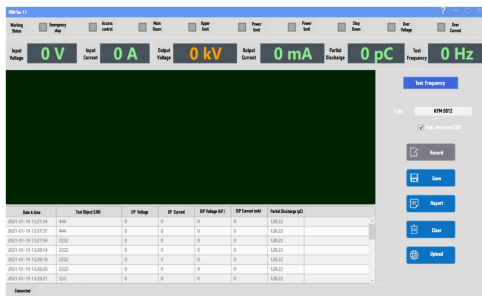 PDM Ver 1.1
Working Status
Emergency stop
Access control
Main Room
Upper limit
Power limit
Power limit
Step Down
Over Voltage
Over Current
Input Voltage 0 V
Input Current 0 A
Output Voltage 0 kV
Output Current 0 mA
Partial Discharge 0 pC
Test Frequency 0 Hz
Test Frequency
S.NO KPM 0012
Record
Save
Report
Clear
Upload
Date & time Test Object S.NO I/P Voltage I/P Current O/P Voltage (kV) O/P Current (mA) Partial Discharge (pC)
2021-01-19 13:27:34 444 0 0 0 0 128.22
2021-01-19 13:27:37 444 0 0 0 0 128.22
2021-01-19 13:27:59 2222 0 0 0 0 128.22
2021-01-19 13:28:14 2222 0 0 0 0 128.22
2021-01-19 13:28:18 2222 0 0 0 0 128.22
2021-01-19 13:28:20 2222 0 0 0 0 128.22
2021-01-19 13:29:21 333 0 0 0 0 128.22
Connected